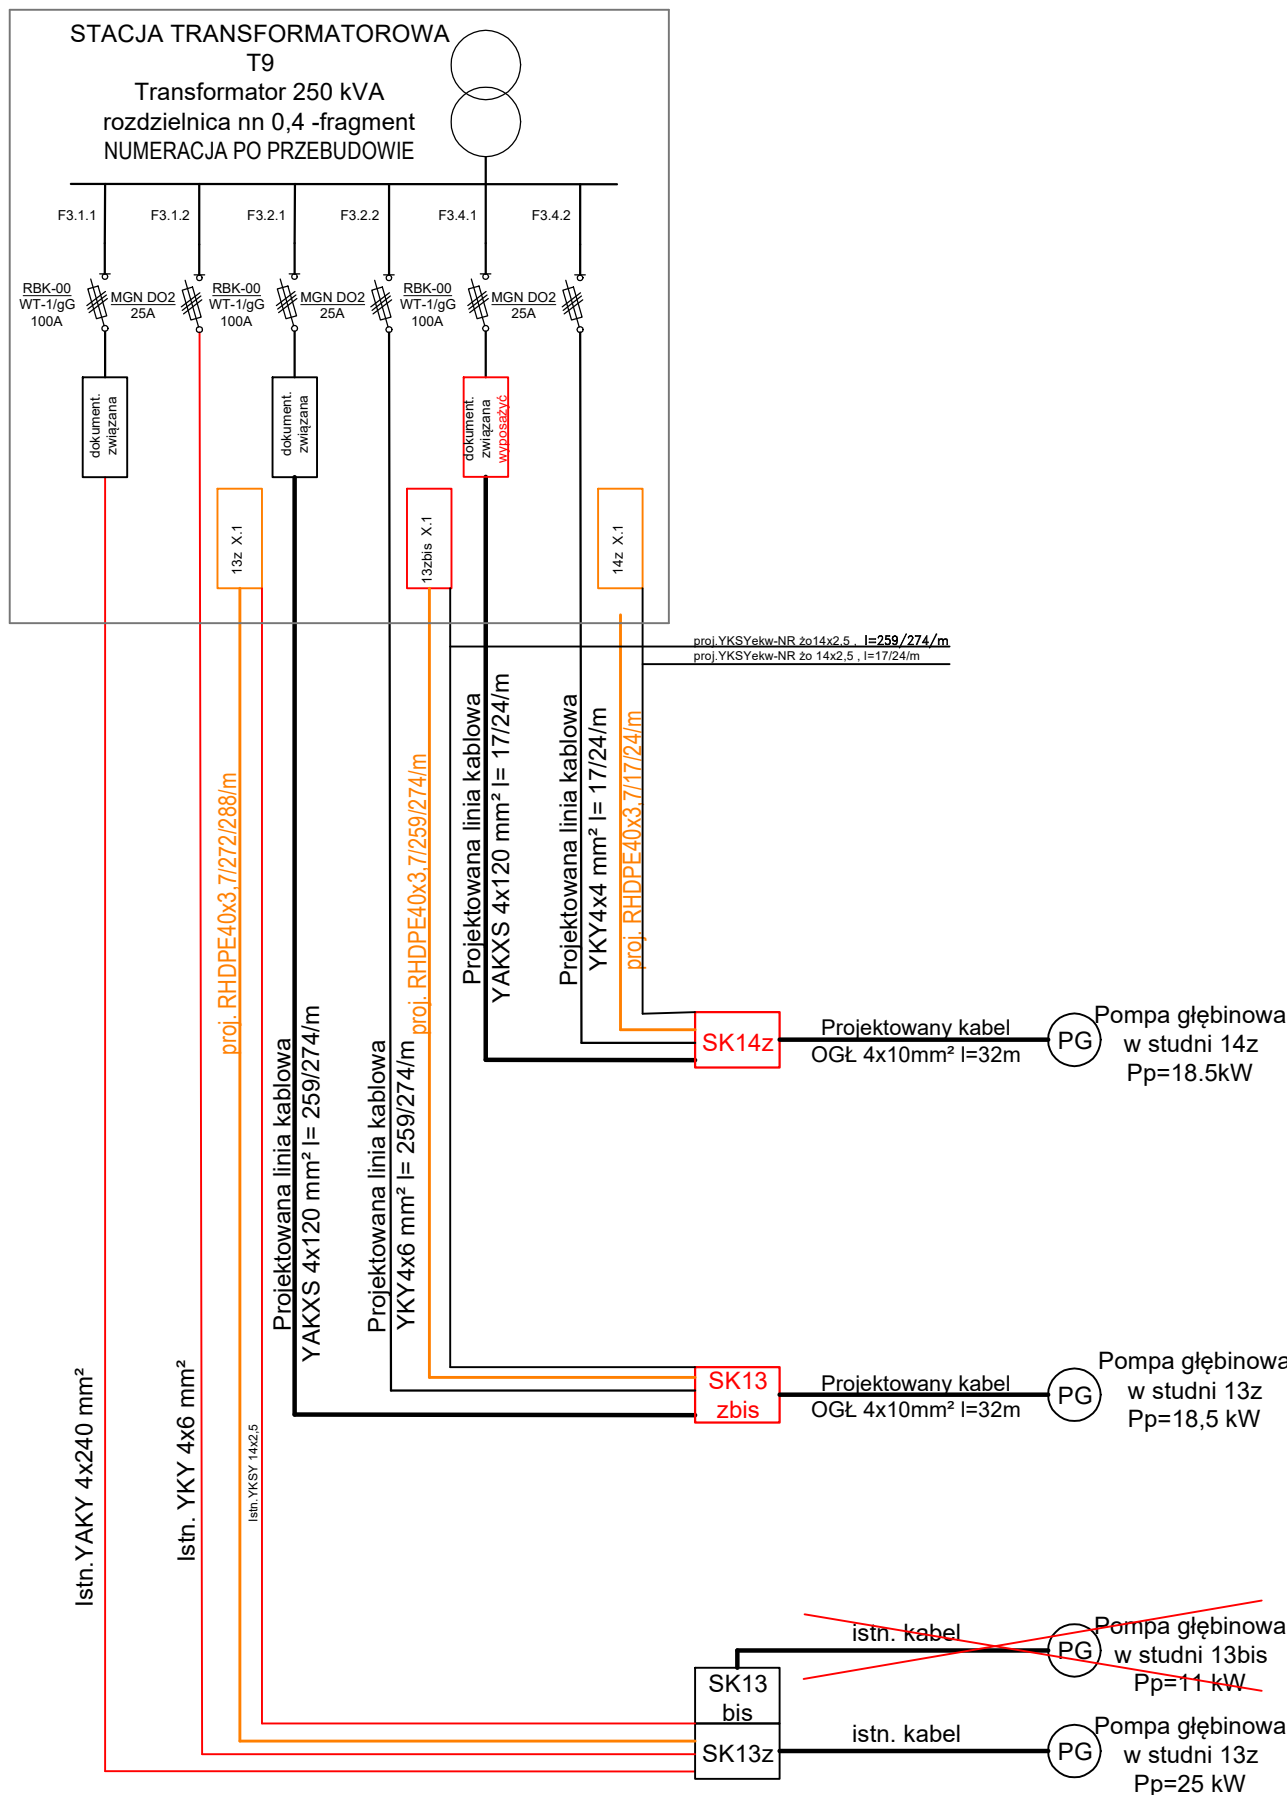 STACJA TRANSFORMATOROWA
T9
Transformator 250 kVA
rozdzielnica nn 0,4 -fragment
NUMERACJA PO PRZEBUDOWIE
F3.1.1
F3.1.2
F3.2.1
F3.2.2
F3.4.1
F3.4.2
RBK-00
WT-1/gG
100A
MGN DO2
25A
RBK-00
WT-1/gG
100A
MGN DO2
25A
RBK-00
WT-1/gG
100A
MGN DO2
25A
dokument.
związana
dokument.
związana
dokument.
związana
wyposażyć
13z X.1
13zbis X.1
14z X.1
proj.YKSYekw-NR żo14x2,5 , l=259/274/m
proj.YKSYekw-NR żo 14x2,5 , l=17/24/m
proj. RHDPE40x3,7/272/288/m
Projektowana linia kablowa
YAKXS 4x120 mm² l= 259/274/m
Projektowana linia kablowa
YKY4x6 mm² l= 259/274/m
proj. RHDPE40x3,7/259/274/m
Projektowana linia kablowa
YAKXS 4x120 mm² l= 17/24/m
Projektowana linia kablowa
YKY4x4 mm² l= 17/24/m
proj. RHDPE40x3,7/17/24/m
SK14z
Projektowany kabel
OGŁ 4x10mm² l=32m
PG
Pompa głębinowa
w studni 14z
Pp=18.5kW
SK13
zbis
Projektowany kabel
OGŁ 4x10mm² l=32m
PG
Pompa głębinowa
w studni 13z
Pp=18,5 kW
Istn.YAKY 4x240 mm²
Istn. YKY 4x6 mm²
Istn.YKSY 14x2,5
istn. kabel
PG
Pompa głębinowa
w studni 13bis
Pp=11 kW
SK13
bis
SK13z
istn. kabel
PG
Pompa głębinowa
w studni 13z
Pp=25 kW